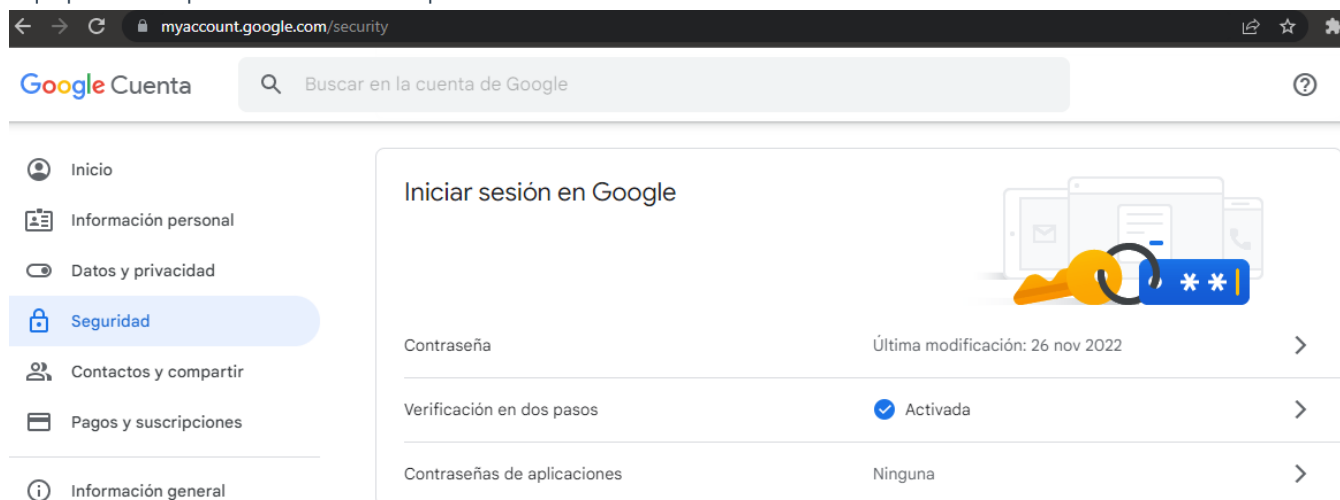 myaccount.google.com/security
Google Cuenta
Buscar en la cuenta de Google
Inicio
Información personal
Datos y privacidad
Seguridad
Contactos y compartir
Pagos y suscripciones
Información general
Iniciar sesión en Google
**
Contraseña Última modificación: 26 nov 2022
Verificación en dos pasos Activada
Contraseñas de aplicaciones Ninguna